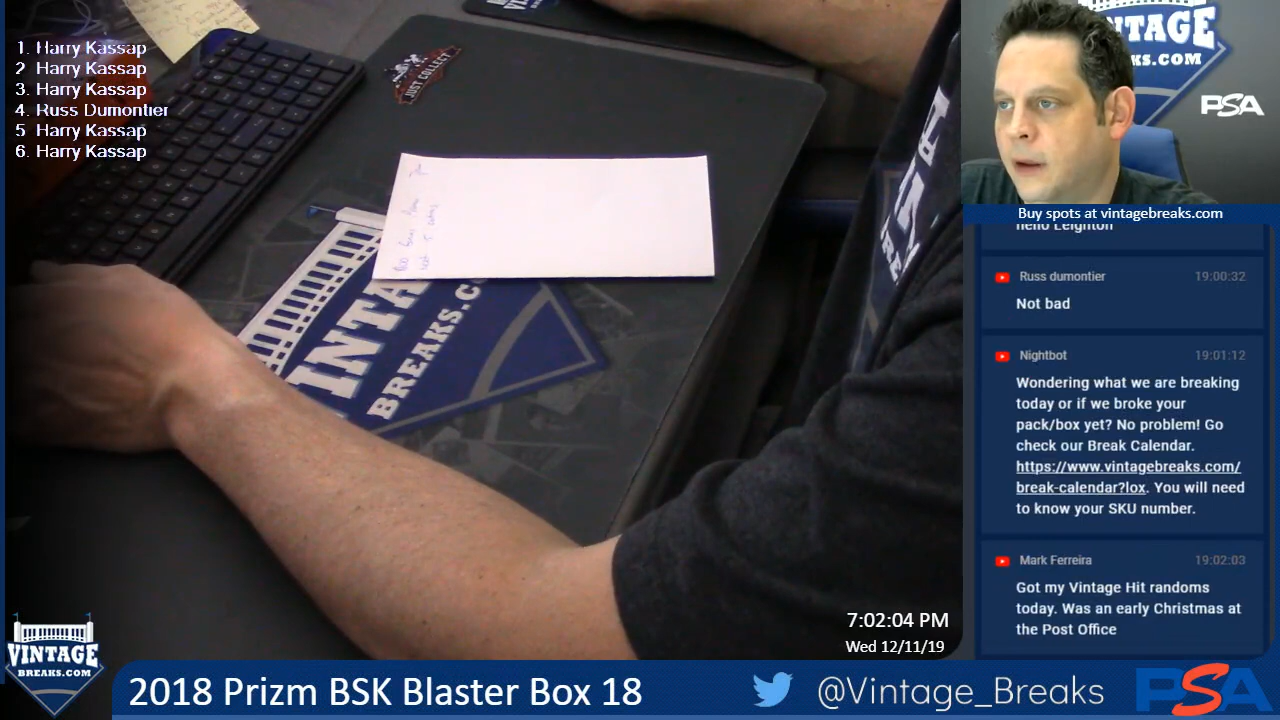 1. Harry Kassap
2 Harry Kassap
3. Harry Kassap
4. Russ Dumontier
5 Harry Kassap
6. Harry Kassap
JUST COLLECT
VINTAGE
BREAKS.COM
PSA
Buy spots at vintagebreaks.com
hello Leighton
Russ dumontier 19:00:32
Not bad
Nightbot 19:01:12
Wondering what we are breaking
today or if we broke your
pack/box yet? No problem! Go
check our Break Calendar.
https://www.vintagebreaks.com/
break-calendar?lox. You will need
to know your SKU number.
Mark Ferreira 19:02:03
Got my Vintage Hit randoms
today. Was an early Christmas at
the Post Office
INTA
BREAKS.C
7:02:04 PM
Wed 12/11/19
VINTAGE
BREAKS.COM
2018 Prizm BSK Blaster Box 18
@Vintage_Breaks
PSA